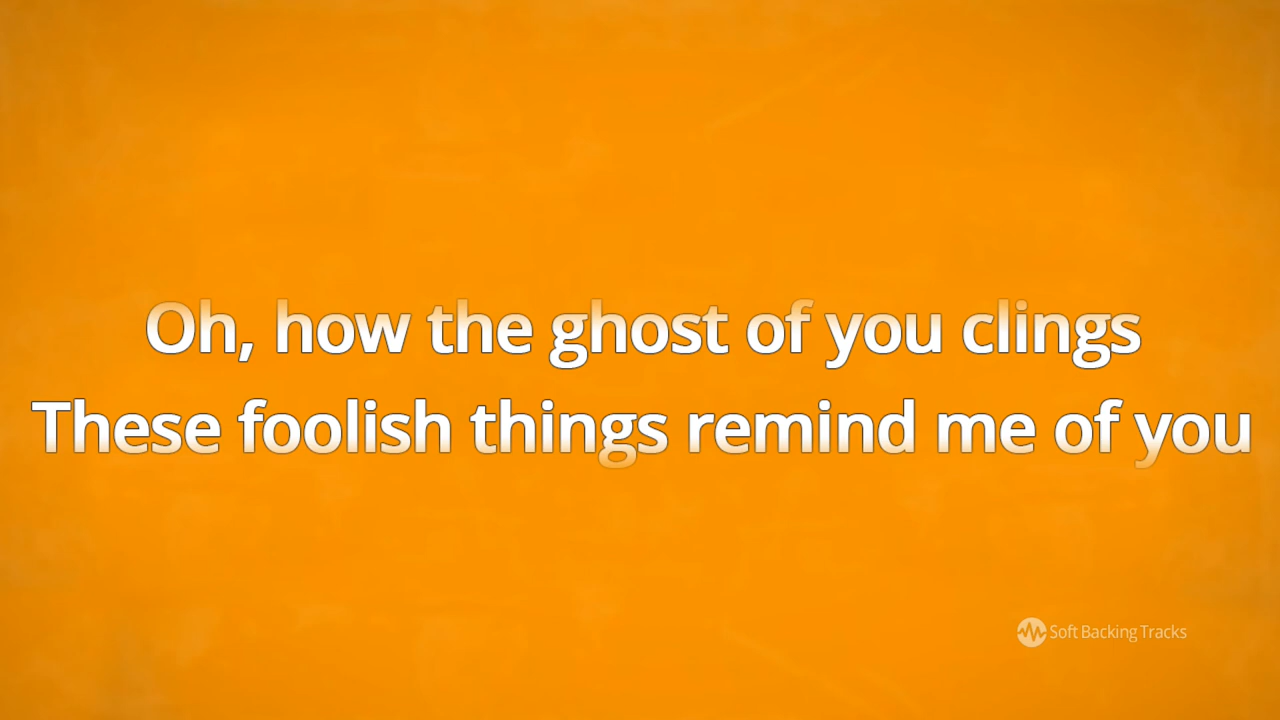 Oh, how the ghost of you clings
These foolish things remind me of you
Soft Backing Tracks